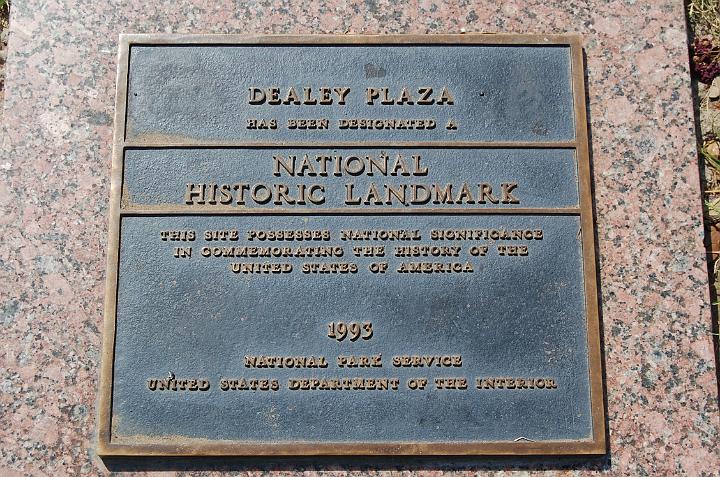 DEALEY PLAZA
HAS BEEN DESIGNATED A
NATIONAL
HISTORIC LANDMARK
THIS SITE POSSESSES NATIONAL SIGNIFICANCE
IN COMMEMORATING THE HISTORY OF THE
UNITED STATES OF AMERICA
1993
NATIONAL PARK SERVICE
UNITED STATES DEPARTMENT OF THE INTERIOR